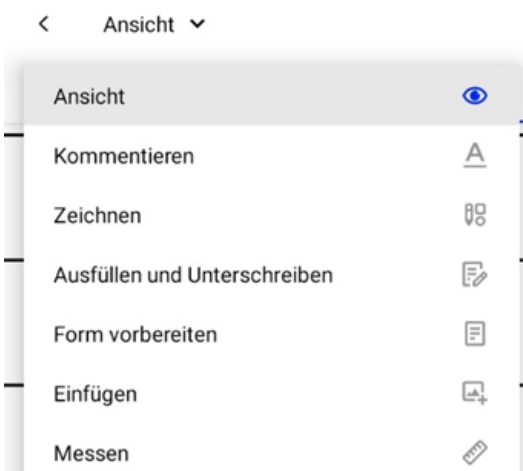 Ansicht
Ansicht
Kommentieren
Zeichnen
Ausfüllen und Unterschreiben
Form vorbereiten
Einfügen
Messen